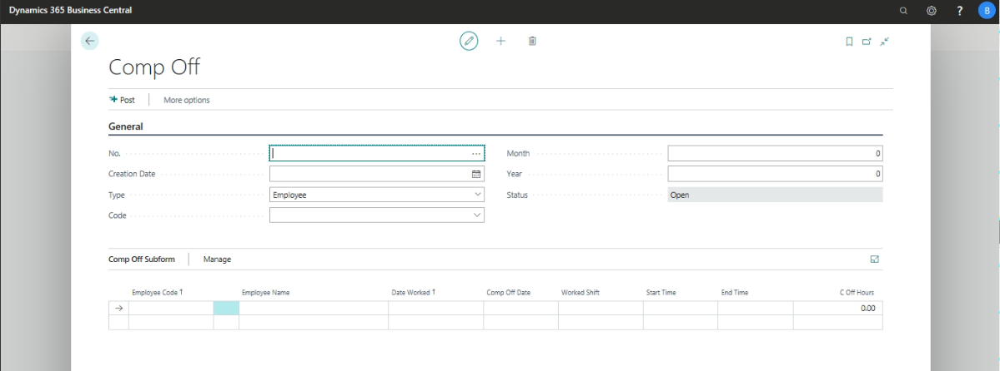 Dynamics 365 Business Central
? B
Comp Off
Post More options
General
No. ... Month 0
Creation Date Year 0
Type Employee Status Open
Code
Comp Off Subform Manage
Employee Code ↑ Employee Name Date Worked ↑ Comp Off Date Worked Shift Start Time End Time C Off Hours
→ 0.00